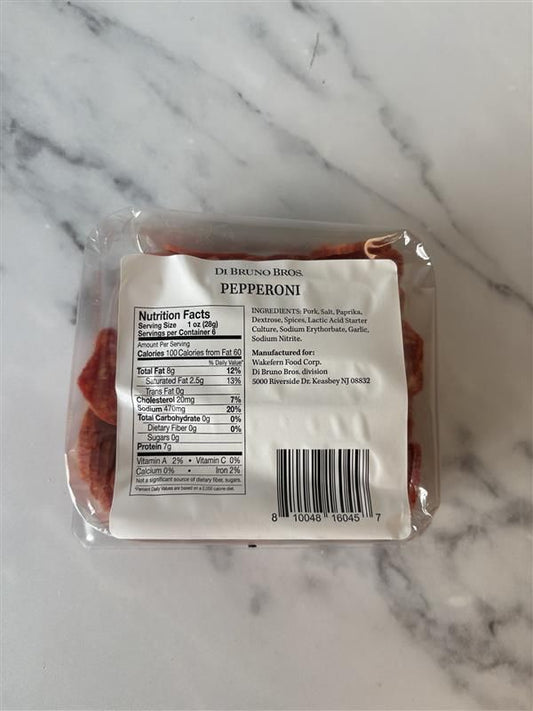 DI BRUNO BROS.
PEPPERONI
Nutrition Facts
Serving Size 1 oz (28g)
Servings per Container 6
Amount Per Serving
Calories 100 Calories from Fat 60
% Daily Value*
Total Fat 8g 12%
Saturated Fat 2.5g 13%
Trans Fat 0g
Cholesterol 20mg 7%
Sodium 470mg 20%
Total Carbohydrate 0g 0%
Dietary Fiber 0g 0%
Sugars 0g
Protein 7g
Vitamin A 2% • Vitamin C 0%
Calcium 0% • Iron 2%
Not a significant source of dietary fiber, sugars.
*Percent Daily Values are based on a 2,000 calorie diet.
INGREDIENTS: Pork, Salt, Paprika,
Dextrose, Spices, Lactic Acid Starter
Culture, Sodium Erythorbate, Garlic,
Sodium Nitrite.
Manufactured for:
Wakefern Food Corp.
Di Bruno Bros. division
5000 Riverside Dr. Keasbey NJ 08832
8 10048 16045 7